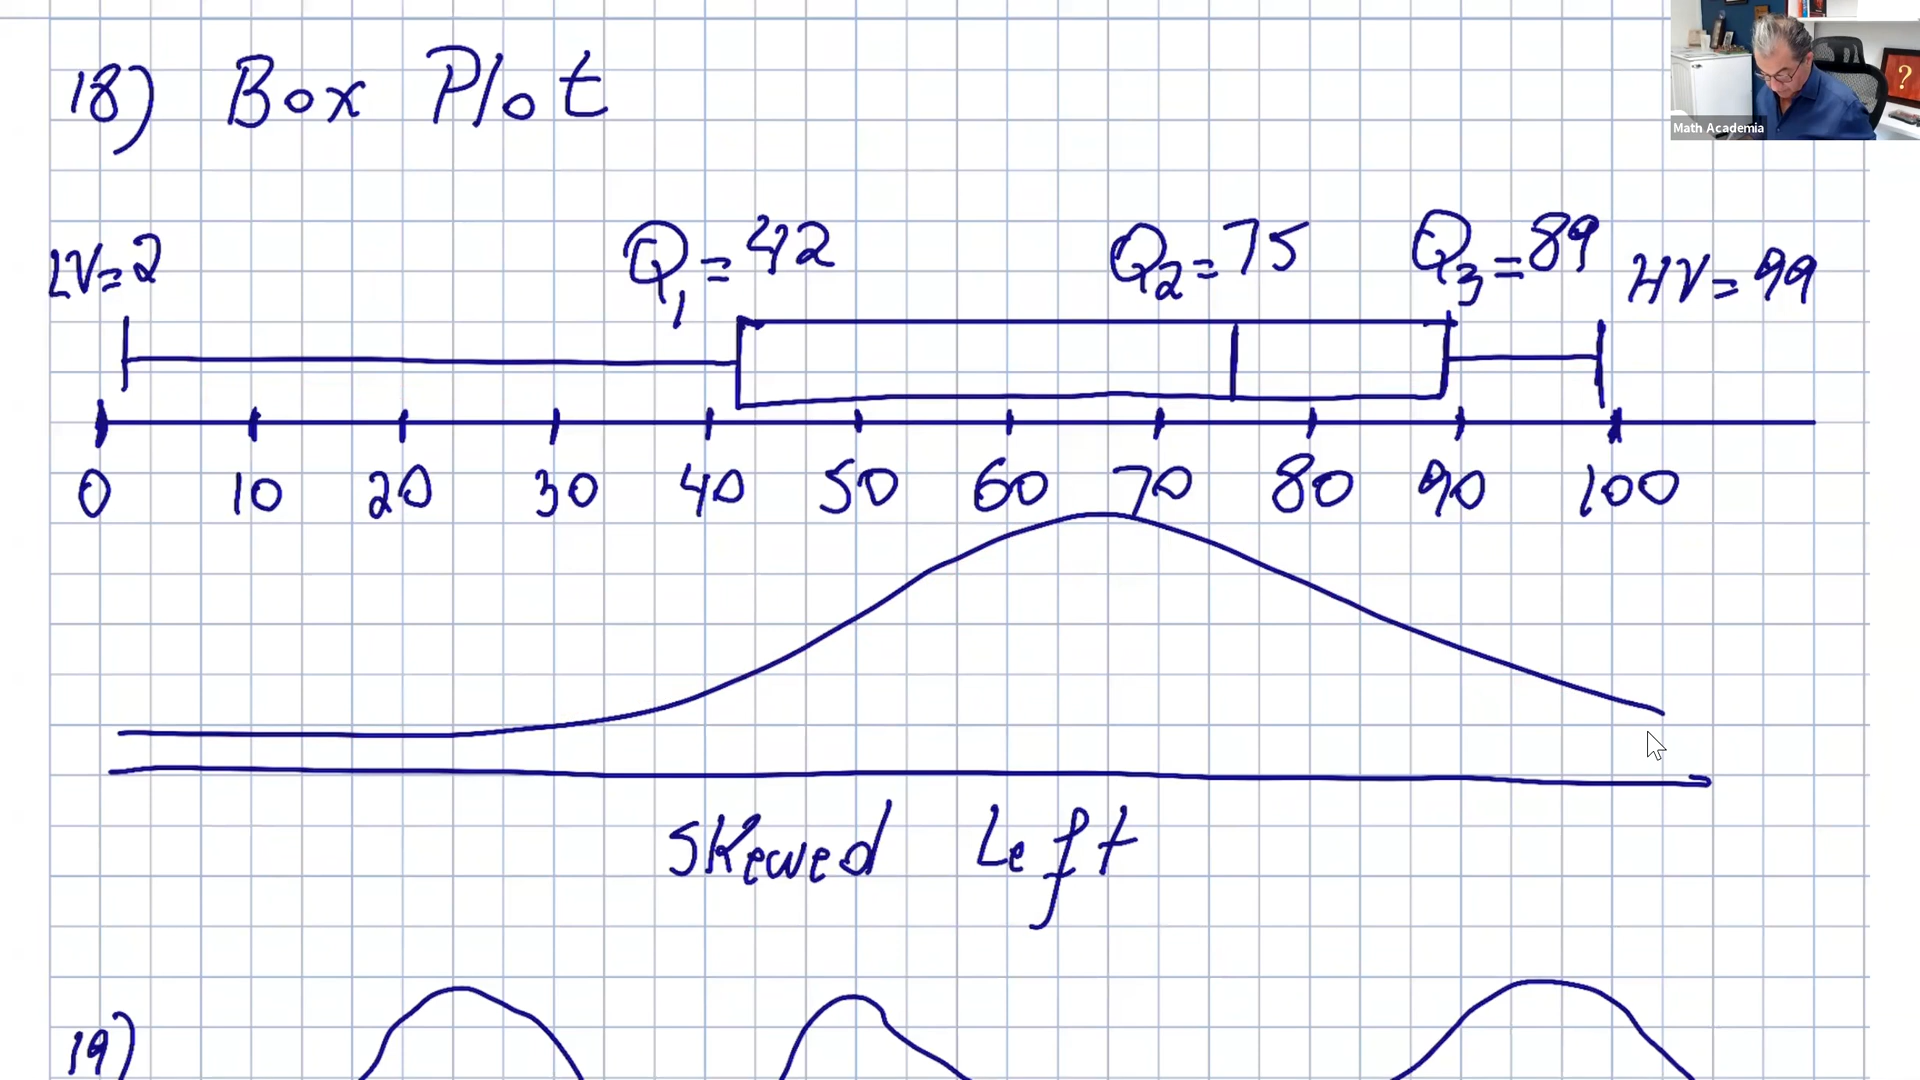 18) Box Plot
?
Math Academia
LV=2 Q1=42 Q2=75 Q3=89 HV=99
0 10 20 30 40 50 60 70 80 90 100
Skewed Left
19)